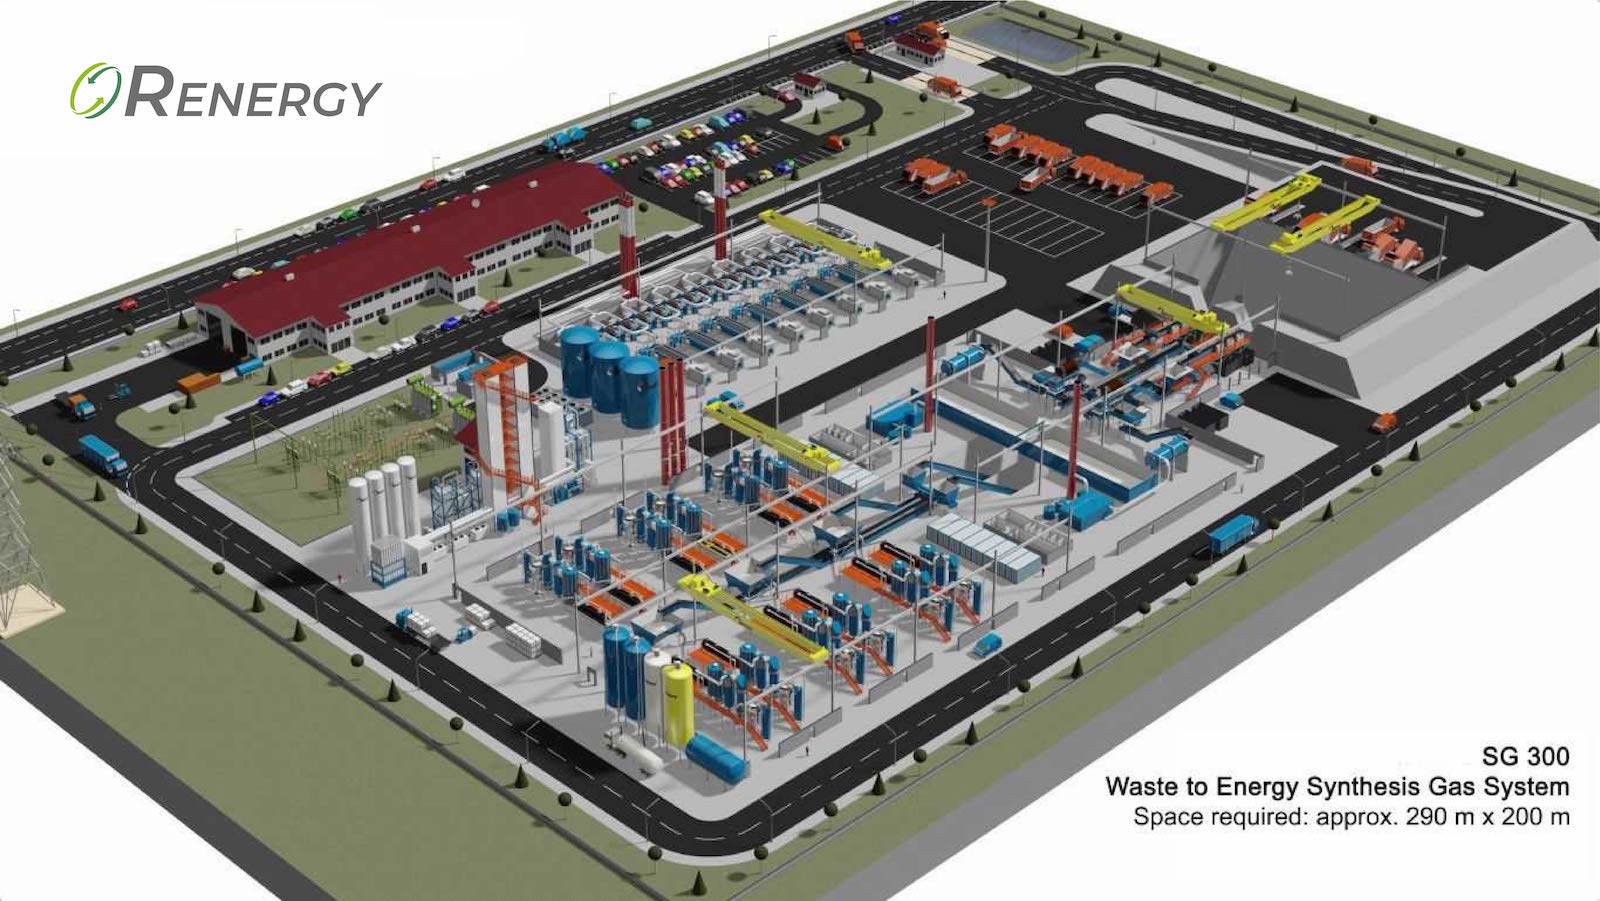 RENERGY
SG 300
Waste to Energy Synthesis Gas System
Space required: approx. 290 m x 200 m